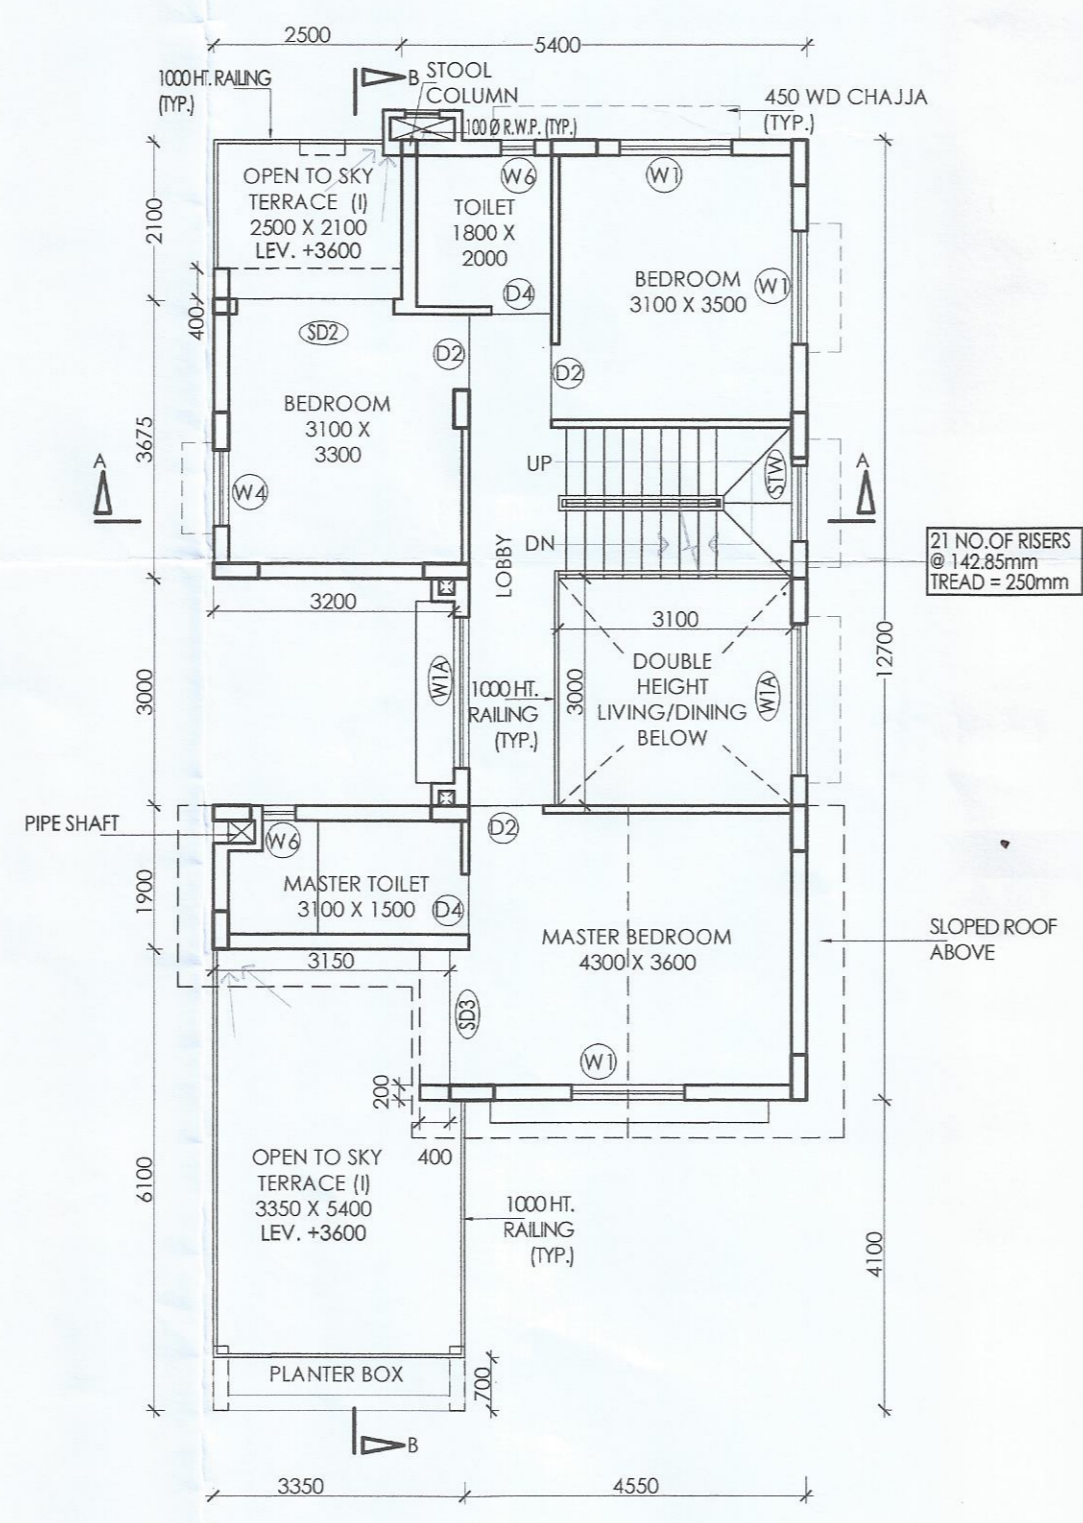 2500
5400
B
STOOL
COLUMN
1000 HT. RAILING
(TYP.)
450 WD CHAJJA
(TYP.)
100 Ø R.W.P. (TYP.)
OPEN TO SKY
TERRACE (I)
2500 X 2100
LEV. +3600
W6
W1
TOILET
1800 X
2000
2100
BEDROOM
3100 X 3500
W1
D4
400
SD2
D2
D2
BEDROOM
3100 X
3300
3675
A
UP
STW
A
W4
DN
LOBBY
21 NO.OF RISERS
@ 142.85mm
TREAD = 250mm
3200
3100
12700
DOUBLE
HEIGHT
LIVING/DINING
BELOW
3000
W1A
1000 HT.
RAILING
(TYP.)
3000
W1A
PIPE SHAFT
W6
D2
MASTER TOILET
3100 X 1500
D4
1900
MASTER BEDROOM
4300 X 3600
SLOPED ROOF
ABOVE
3150
SD3
W1
200
400
OPEN TO SKY
TERRACE (I)
3350 X 5400
LEV. +3600
6100
1000 HT.
RAILING
(TYP.)
4100
PLANTER BOX
700
B
3350
4550